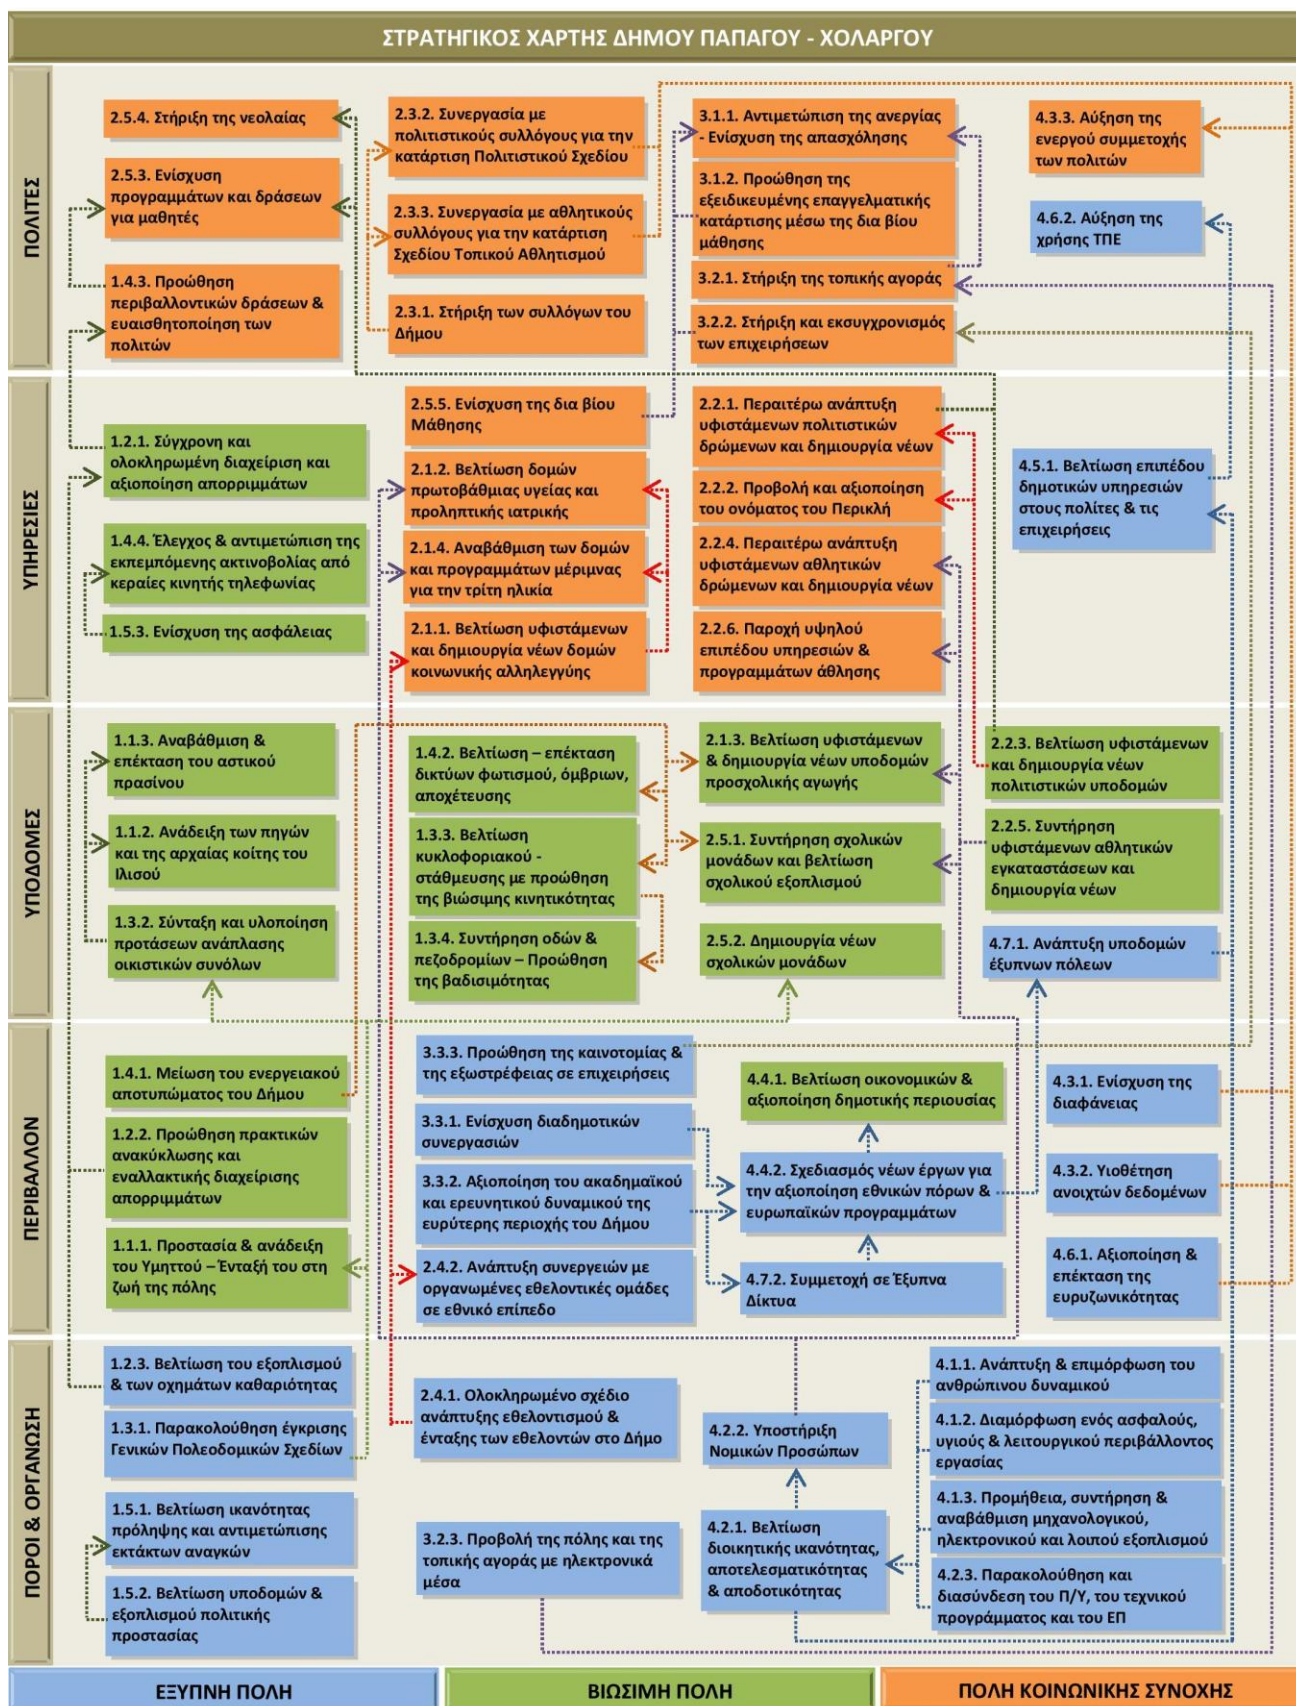 ΣΤΡΑΤΗΓΙΚΟΣ ΧΑΡΤΗΣ ΔΗΜΟΥ ΠΑΠΑΓΟΥ - ΧΟΛΑΡΓΟΥ
ΠΟΛΙΤΕΣ
2.5.4. Στήριξη της νεολαίας
2.5.3. Ενίσχυση
προγραμμάτων και δράσεων
για μαθητές
1.4.3. Προώθηση
περιβαλλοντικών δράσεων &
ευαισθητοποίηση των
πολιτών
2.3.2. Συνεργασία με
πολιτιστικούς συλλόγους για την
κατάρτιση Πολιτιστικού Σχεδίου
2.3.3. Συνεργασία με αθλητικούς
συλλόγους για την κατάρτιση
Σχεδίου Τοπικού Αθλητισμού
2.3.1. Στήριξη των συλλόγων του
Δήμου
3.1.1. Αντιμετώπιση της ανεργίας
- Ενίσχυση της απασχόλησης
3.1.2. Προώθηση της
εξειδικευμένης επαγγελματικής
κατάρτισης μέσω της δια βίου
μάθησης
3.2.1. Στήριξη της τοπικής αγοράς
3.2.2. Στήριξη και εκσυγχρονισμός
των επιχειρήσεων
4.3.3. Αύξηση της
ενεργού συμμετοχής
των πολιτών
4.6.2. Αύξηση της
χρήσης ΤΠΕ
ΥΠΗΡΕΣΙΕΣ
1.2.1. Σύγχρονη και
ολοκληρωμένη διαχείριση και
αξιοποίηση απορριμμάτων
1.4.4. Έλεγχος & αντιμετώπιση της
εκπεμπόμενης ακτινοβολίας από
κεραίες κινητής τηλεφωνίας
1.5.3. Ενίσχυση της ασφάλειας
2.5.5. Ενίσχυση της δια βίου
Μάθησης
2.1.2. Βελτίωση δομών
πρωτοβάθμιας υγείας και
προληπτικής ιατρικής
2.1.4. Αναβάθμιση των δομών
και προγραμμάτων μέριμνας
για την τρίτη ηλικία
2.1.1. Βελτίωση υφιστάμενων
και δημιουργία νέων δομών
κοινωνικής αλληλεγγύης
2.2.1. Περαιτέρω ανάπτυξη
υφιστάμενων πολιτιστικών
δρώμενων και δημιουργία νέων
2.2.2. Προβολή και αξιοποίηση
του ονόματος του Περικλή
2.2.4. Περαιτέρω ανάπτυξη
υφιστάμενων αθλητικών
δρώμενων και δημιουργία νέων
2.2.6. Παροχή υψηλού
επιπέδου υπηρεσιών &
προγραμμάτων άθλησης
4.5.1. Βελτίωση επιπέδου
δημοτικών υπηρεσιών
στους πολίτες & τις
επιχειρήσεις
ΥΠΟΔΟΜΕΣ
1.1.3. Αναβάθμιση &
επέκταση του αστικού
πρασίνου
1.1.2. Ανάδειξη των πηγών
και της αρχαίας κοίτης του
Ιλισού
1.3.2. Σύνταξη και υλοποίηση
προτάσεων ανάπλασης
οικιστικών συνόλων
1.4.2. Βελτίωση – επέκταση
δικτύων φωτισμού, όμβριων,
αποχέτευσης
1.3.3. Βελτίωση
κυκλοφοριακού -
στάθμευσης με προώθηση
της βιώσιμης κινητικότητας
1.3.4. Συντήρηση οδών &
πεζοδρομίων – Προώθηση
της βαδισιμότητας
2.1.3. Βελτίωση υφιστάμενων
& δημιουργία νέων υποδομών
προσχολικής αγωγής
2.5.1. Συντήρηση σχολικών
μονάδων και βελτίωση
σχολικού εξοπλισμού
2.5.2. Δημιουργία νέων
σχολικών μονάδων
2.2.3. Βελτίωση υφιστάμενων
και δημιουργία νέων
πολιτιστικών υποδομών
2.2.5. Συντήρηση
υφιστάμενων αθλητικών
εγκαταστάσεων και
δημιουργία νέων
4.7.1. Ανάπτυξη υποδομών
έξυπνων πόλεων
ΠΕΡΙΒΑΛΛΟΝ
1.4.1. Μείωση του ενεργειακού
αποτυπώματος του Δήμου
1.2.2. Προώθηση πρακτικών
ανακύκλωσης και
εναλλακτική διαχείρισης
απορριμμάτων
1.1.1. Προστασία & ανάδειξη
του Υμηττού – Ένταξή του στη
ζωή της πόλης
3.3.3. Προώθηση της καινοτομίας &
της εξωστρέφειας σε επιχειρήσεις
3.3.1. Ενίσχυση διαδημοτικών
συνεργασιών
3.3.2. Αξιοποίηση του ακαδημαϊκού
και ερευνητικού δυναμικού της
ευρύτερης περιοχής του Δήμου
2.4.2. Ανάπτυξη συνεργειών με
οργανωμένες εθελοντικές ομάδες
σε εθνικό επίπεδο
4.4.1. Βελτίωση οικονομικών &
αξιοποίηση δημοτικής περιουσίας
4.4.2. Σχεδιασμός νέων έργων για
την αξιοποίηση εθνικών πόρων &
ευρωπαϊκών προγραμμάτων
4.7.2. Συμμετοχή σε Έξυπνα
Δίκτυα
4.3.1. Ενίσχυση της
διαφάνειας
4.3.2. Υιοθέτηση
ανοιχτών δεδομένων
4.6.1. Αξιοποίηση &
επέκταση της
ευρυζωνικότητας
ΠΟΡΟΙ & ΟΡΓΑΝΩΣΗ
1.2.3. Βελτίωση του εξοπλισμού
& των οχημάτων καθαριότητας
1.3.1. Παρακολούθηση έγκρισης
Γενικών Πολεοδομικών Σχεδίων
1.5.1. Βελτίωση ικανότητας
πρόληψης και αντιμετώπισης
εκτάκτων αναγκών
1.5.2. Βελτίωση υποδομών &
εξοπλισμού πολιτικής
προστασίας
2.4.1. Ολοκληρωμένο σχέδιο
ανάπτυξης εθελοντισμού &
ένταξης των εθελοντών στο Δήμο
3.2.3. Προβολή της πόλης και της
τοπικής αγοράς με ηλεκτρονικά
μέσα
4.2.2. Υποστήριξη
Νομικών Προσώπων
4.2.1. Βελτίωση
διοικητικής ικανότητας,
αποτελεσματικότητας
& αποδοτικότητας
4.1.1. Ανάπτυξη & επιμόρφωση του
ανθρώπινου δυναμικού
4.1.2. Διαμόρφωση ενός ασφαλούς,
υγιούς & λειτουργικού περιβάλλοντος
εργασίας
4.1.3. Προμήθεια, συντήρηση &
αναβάθμιση μηχανολογικού,
ηλεκτρονικού και λοιπού εξοπλισμού
4.2.3. Παρακολούθηση και
διασύνδεση του Π/Υ, του τεχνικού
προγράμματος και του ΕΠ
ΕΞΥΠΝΗ ΠΟΛΗ
ΒΙΩΣΙΜΗ ΠΟΛΗ
ΠΟΛΗ ΚΟΙΝΩΝΙΚΗΣ ΣΥΝΟΧΗΣ